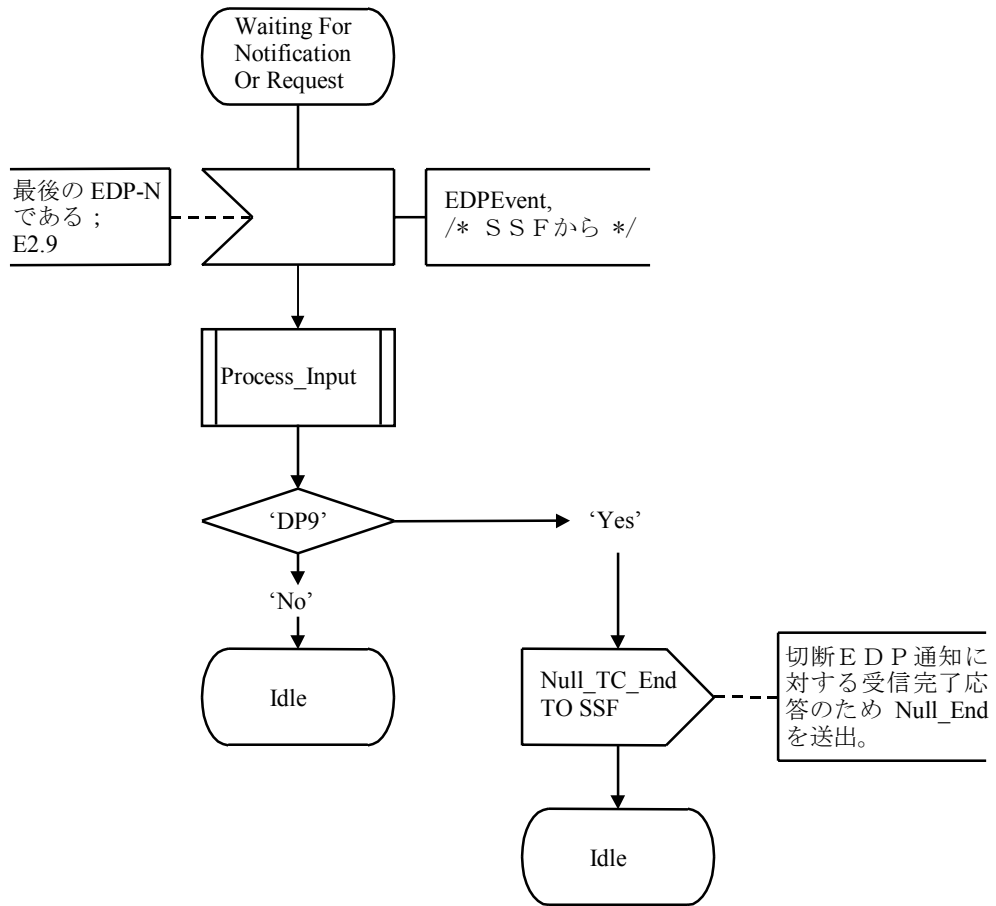 Waiting For
Notification
Or Request
最後の EDP-N
である；
E2.9
EDPEvent,
/* ＳＳＦから */
Process_Input
‘DP9’
‘Yes’
‘No’
Idle
Null_TC_End
TO SSF
切断ＥＤＰ通知に
対する受信完了応
答のため Null_End
を送出。
Idle